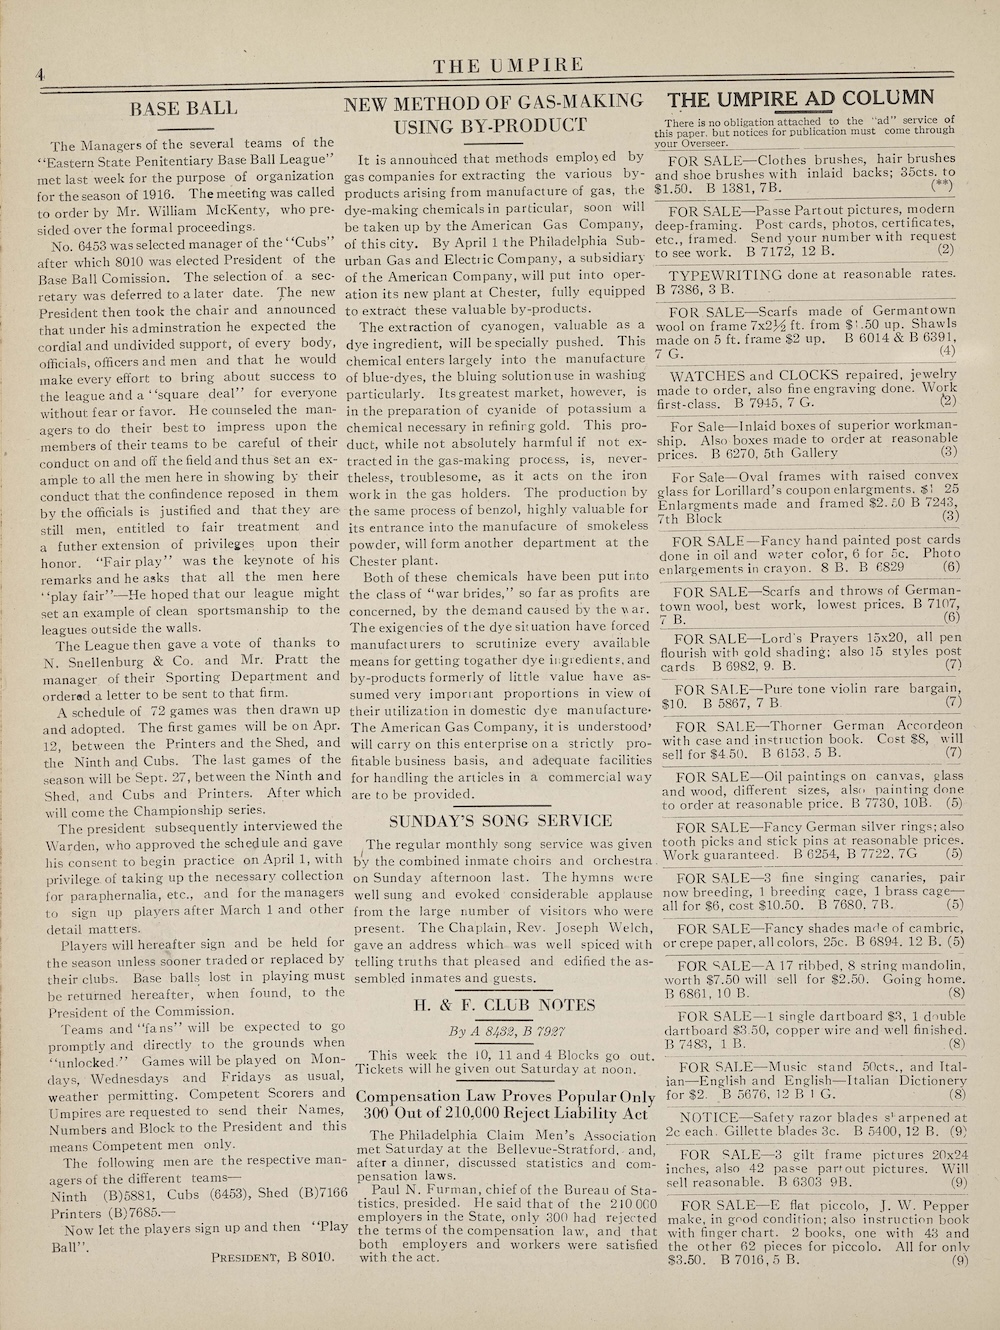 4
THE UMPIRE
BASE BALL
The Managers of the several teams of the
"Eastern State Penitentiary Base Ball League"
met last week for the purpose of organization
for the season of 1916. The meeting was called
to order by Mr. William McKenty, who pre-
sided over the formal proceedings.
No. 6453 was selected manager of the "Cubs"
after which 8010 was elected President of the
Base Ball Comission. The selection of a sec-
retary was deferred to a later date. The new
President then took the chair and announced
that under his adminstration he expected the
cordial and undivided support, of every body,
officials, officers and men and that he would
make every effort to bring about success to
the league and a "square deal" for everyone
without fear or favor. He counseled the man-
agers to do their best to impress upon the
members of their teams to be careful of their
conduct on and off the field and thus set an ex-
ample to all the men here in showing by their
conduct that the confindence reposed in them
by the officials is justified and that they are
still men, entitled to fair treatment and
a futher extension of privileges upon their
honor. "Fair play" was the keynote of his
remarks and he asks that all the men here
"play fair"—He hoped that our league might
set an example of clean sportsmanship to the
leagues outside the walls.
The League then gave a vote of thanks to
N. Snellenburg & Co. and Mr. Pratt the
manager of their Sporting Department and
ordered a letter to be sent to that firm.
A schedule of 72 games was then drawn up
and adopted. The first games will be on Apr.
12, between the Printers and the Shed, and
the Ninth and Cubs. The last games of the
season will be Sept. 27, between the Ninth and
Shed, and Cubs and Printers. After which
will come the Championship series.
The president subsequently interviewed the
Warden, who approved the schedule and gave
his consent to begin practice on April 1, with
privilege of taking up the necessary collection
for paraphernalia, etc., and for the managers
to sign up players after March 1 and other
detail matters.
Players will hereafter sign and be held for
the season unless sooner traded or replaced by
their clubs. Base balls lost in playing must
be returned hereafter, when found, to the
President of the Commission.
Teams and "fans" will be expected to go
promptly and directly to the grounds when
"unlocked." Games will be played on Mon-
days, Wednesdays and Fridays as usual,
weather permitting. Competent Scorers and
Umpires are requested to send their Names,
Numbers and Block to the President and this
means Competent men only.
The following men are the respective man-
agers of the different teams—
Ninth (B)5881, Cubs (6453), Shed (B)7166
Printers (B)7685.—
Now let the players sign up and then "Play
Ball".
PRESIDENT, B 8010.
NEW METHOD OF GAS-MAKING
USING BY-PRODUCT
It is announced that methods employed by
gas companies for extracting the various by-
products arising from manufacture of gas, the
dye-making chemicals in particular, soon will
be taken up by the American Gas Company,
of this city. By April 1 the Philadelphia Sub-
urban Gas and Electric Company, a subsidiary
of the American Company, will put into oper-
ation its new plant at Chester, fully equipped
to extract these valuable by-products.
The extraction of cyanogen, valuable as a
dye ingredient, will be specially pushed. This
chemical enters largely into the manufacture
of blue-dyes, the bluing solution use in washing
particularly. Its greatest market, however, is
in the preparation of cyanide of potassium a
chemical necessary in refining gold. This pro-
duct, while not absolutely harmful if not ex-
tracted in the gas-making process, is, never-
theless, troublesome, as it acts on the iron
work in the gas holders. The production by
the same process of benzol, highly valuable for
its entrance into the manufacure of smokeless
powder, will form another department at the
Chester plant.
Both of these chemicals have been put into
the class of "war brides," so far as profits are
concerned, by the demand caused by the war.
The exigencies of the dye situation have forced
manufacturers to scrutinize every available
means for getting togather dye ingredients, and
by-products formerly of little value have as-
sumed very important proportions in view of
their utilization in domestic dye manufacture.
The American Gas Company, it is understood'
will carry on this enterprise on a strictly pro-
fitable business basis, and adequate facilities
for handling the articles in a commercial way
are to be provided.
SUNDAY'S SONG SERVICE
The regular monthly song service was given
by the combined inmate choirs and orchestra
on Sunday afternoon last. The hymns were
well sung and evoked considerable applause
from the large number of visitors who were
present. The Chaplain, Rev. Joseph Welch,
gave an address which was well spiced with
telling truths that pleased and edified the as-
sembled inmates and guests.
H. & F. CLUB NOTES
By A 8432, B 7927
This week the 10, 11 and 4 Blocks go out.
Tickets will he given out Saturday at noon.
Compensation Law Proves Popular Only
300 Out of 210,000 Reject Liability Act
The Philadelphia Claim Men's Association
met Saturday at the Bellevue-Stratford, and,
after a dinner, discussed statistics and com-
pensation laws.
Paul N. Furman, chief of the Bureau of Sta-
tistics, presided. He said that of the 210 000
employers in the State, only 300 had rejected
the terms of the compensation law, and that
both employers and workers were satisfied
with the act.
THE UMPIRE AD COLUMN
There is no obligation attached to the "ad" service of
this paper, but notices for publication must come through
your Overseer.
FOR SALE—Clothes brushes, hair brushes
and shoe brushes with inlaid backs; 35cts. to
$1.50. B 1381, 7B. (**)
FOR SALE—Passe Partout pictures, modern
deep-framing. Post cards, photos, certificates,
etc., framed. Send your number with request
to see work. B 7172, 12 B. (2)
TYPEWRITING done at reasonable rates.
B 7386, 3 B.
FOR SALE—Scarfs made of Germantown
wool on frame 7x2½ ft. from $1.50 up. Shawls
made on 5 ft. frame $2 up. B 6014 & B 6391,
7 G. (4)
WATCHES and CLOCKS repaired, jewelry
made to order, also fine engraving done. Work
first-class. B 7945, 7 G. (2)
For Sale—Inlaid boxes of superior workman-
ship. Also boxes made to order at reasonable
prices. B 6270, 5th Gallery (3)
For Sale—Oval frames with raised convex
glass for Lorillard's coupon enlargments. $1 25
Enlargments made and framed $2.50 B 7243,
7th Block (3)
FOR SALE—Fancy hand painted post cards
done in oil and water color, 6 for 5c. Photo
enlargements in crayon. 8 B. B 6829 (6)
FOR SALE—Scarfs and throws of German-
town wool, best work, lowest prices. B 7107,
7 B. (6)
FOR SALE—Lord's Prayers 15x20, all pen
flourish with gold shading; also 15 styles post
cards B 6982, 9. B. (7)
FOR SALE—Pure tone violin rare bargain,
$10. B 5867, 7 B (7)
FOR SALE—Thorner German Accordeon
with case and instruction book. Cost $8, will
sell for $4 50. B 6153, 5 B. (7)
FOR SALE—Oil paintings on canvas, glass
and wood, different sizes, also painting done
to order at reasonable price. B 7730, 10B. (5)
FOR SALE—Fancy German silver rings; also
tooth picks and stick pins at reasonable prices.
Work guaranteed. B 6254, B 7722, 7G (5)
FOR SALE—3 fine singing canaries, pair
now breeding, 1 breeding cage, 1 brass cage—
all for $6, cost $10.50. B 7680. 7B. (5)
FOR SALE—Fancy shades made of cambric,
or crepe paper, all colors, 25c. B 6894. 12 B. (5)
FOR SALE—A 17 ribbed, 8 string mandolin,
worth $7.50 will sell for $2.50. Going home.
B 6861, 10 B. (8)
FOR SALE—1 single dartboard $3, 1 double
dartboard $3.50, copper wire and well finished.
B 7483, 1 B. (8)
FOR SALE—Music stand 50cts., and Ital-
ian—English and English—Italian Dictionery
for $2. B 5676, 12 B 1 G. (8)
NOTICE—Safety razor blades sharpened at
2c each. Gillette blades 3c. B 5400, 12 B. (9)
FOR SALE—3 gilt frame pictures 20x24
inches, also 42 passe partout pictures. Will
sell reasonable. B 6303 9B. (9)
FOR SALE—E flat piccolo, J. W. Pepper
make, in good condition; also instruction book
with finger chart. 2 books, one with 43 and
the other 62 pieces for piccolo. All for only
$3.50. B 7016, 5 B. (9)